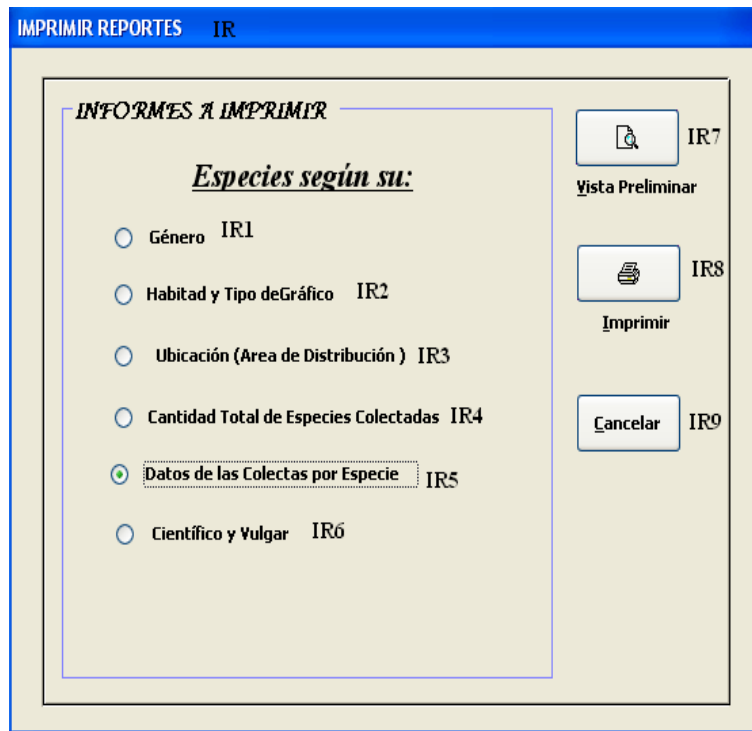 IMPRIMIR REPORTES IR
INFORMES A IMPRIMIR
Especies según su:
Género IR1
Habitad y Tipo deGráfico IR2
Ubicación (Area de Distribución ) IR3
Cantidad Total de Especies Colectadas IR4
Datos de las Colectas por Especie IR5
Científico y Vulgar IR6
IR7
Vista Preliminar
IR8
Imprimir
Cancelar IR9